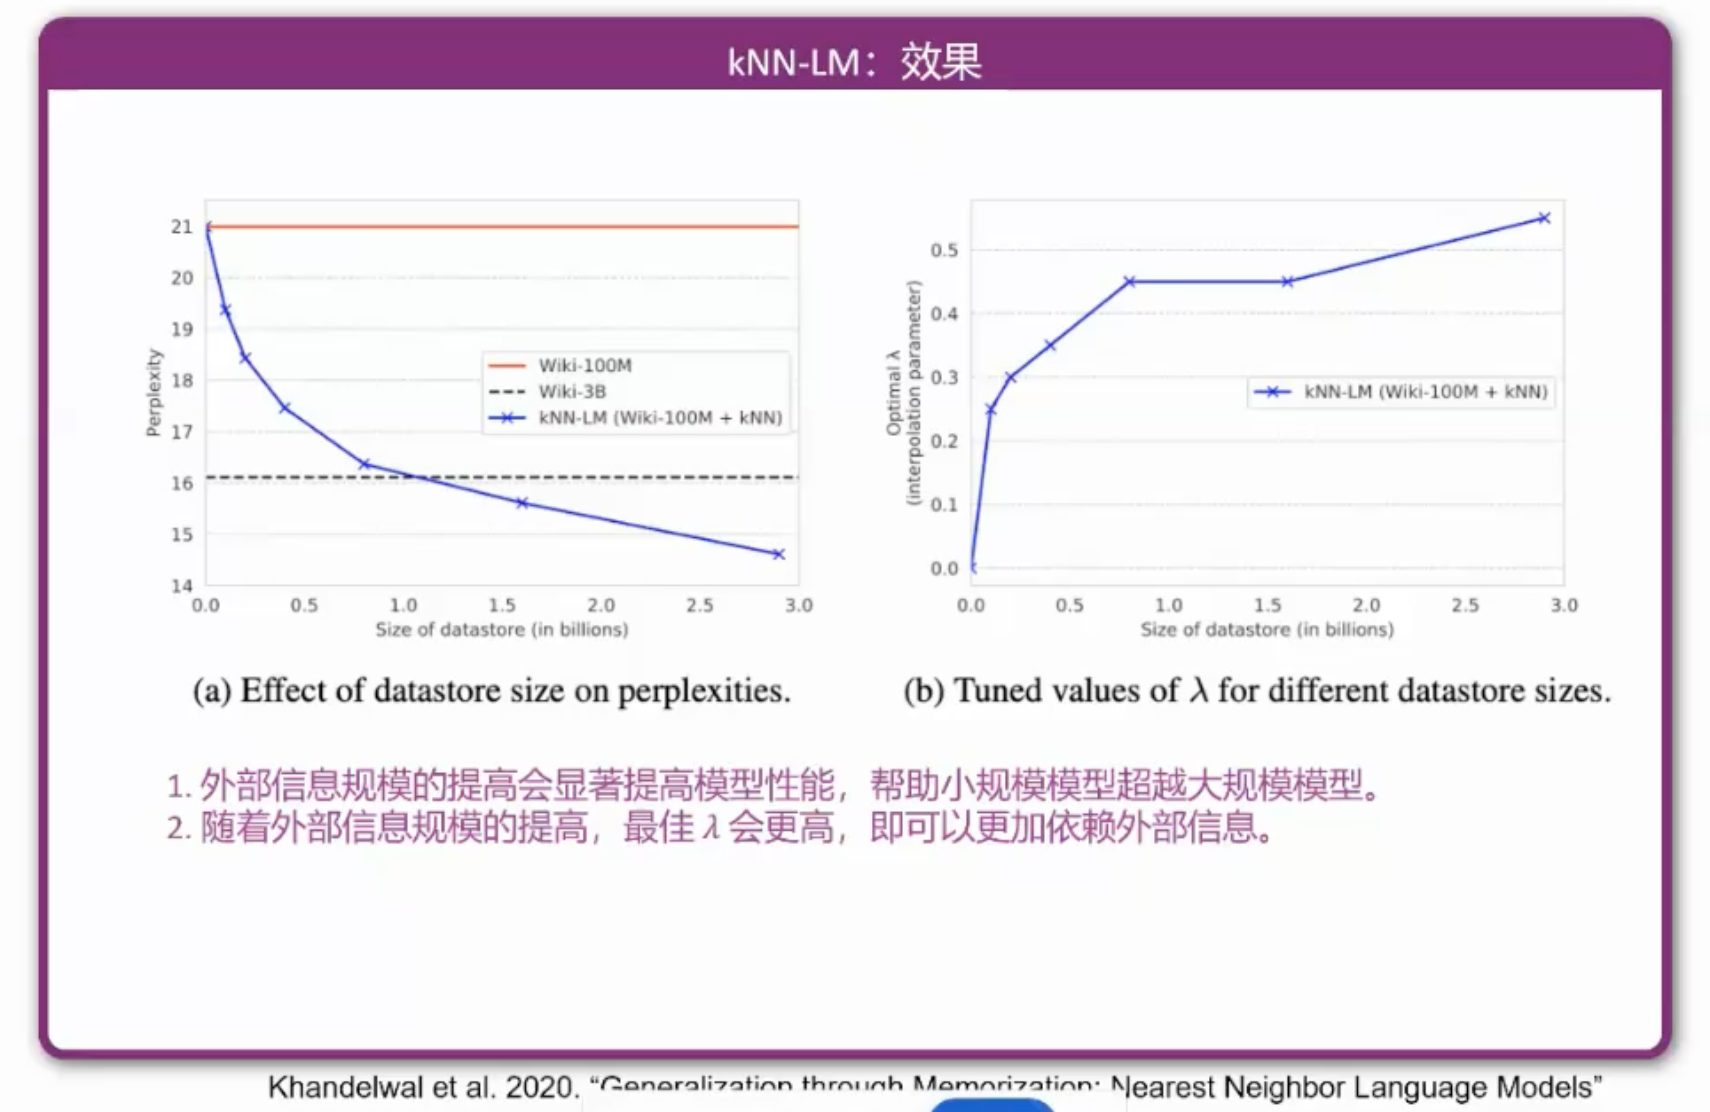 kNN-LM：效果
21
20
19
18
17
16
15
14
Perplexity
Wiki-100M
Wiki-3B
kNN-LM (Wiki-100M + kNN)
0.0 0.5 1.0 1.5 2.0 2.5 3.0
Size of datastore (in billions)
(a) Effect of datastore size on perplexities.
0.5
0.4
0.3
0.2
0.1
0.0
Optimal λ
(interpolation parameter)
kNN-LM (Wiki-100M + kNN)
0.0 0.5 1.0 1.5 2.0 2.5 3.0
Size of datastore (in billions)
(b) Tuned values of λ for different datastore sizes.
1. 外部信息规模的提高会显著提高模型性能，帮助小规模模型超越大规模模型。
2. 随着外部信息规模的提高，最佳 λ 会更高，即可以更加依赖外部信息。
Khandelwal et al. 2020. “Generalization through Memorization: Nearest Neighbor Language Models”